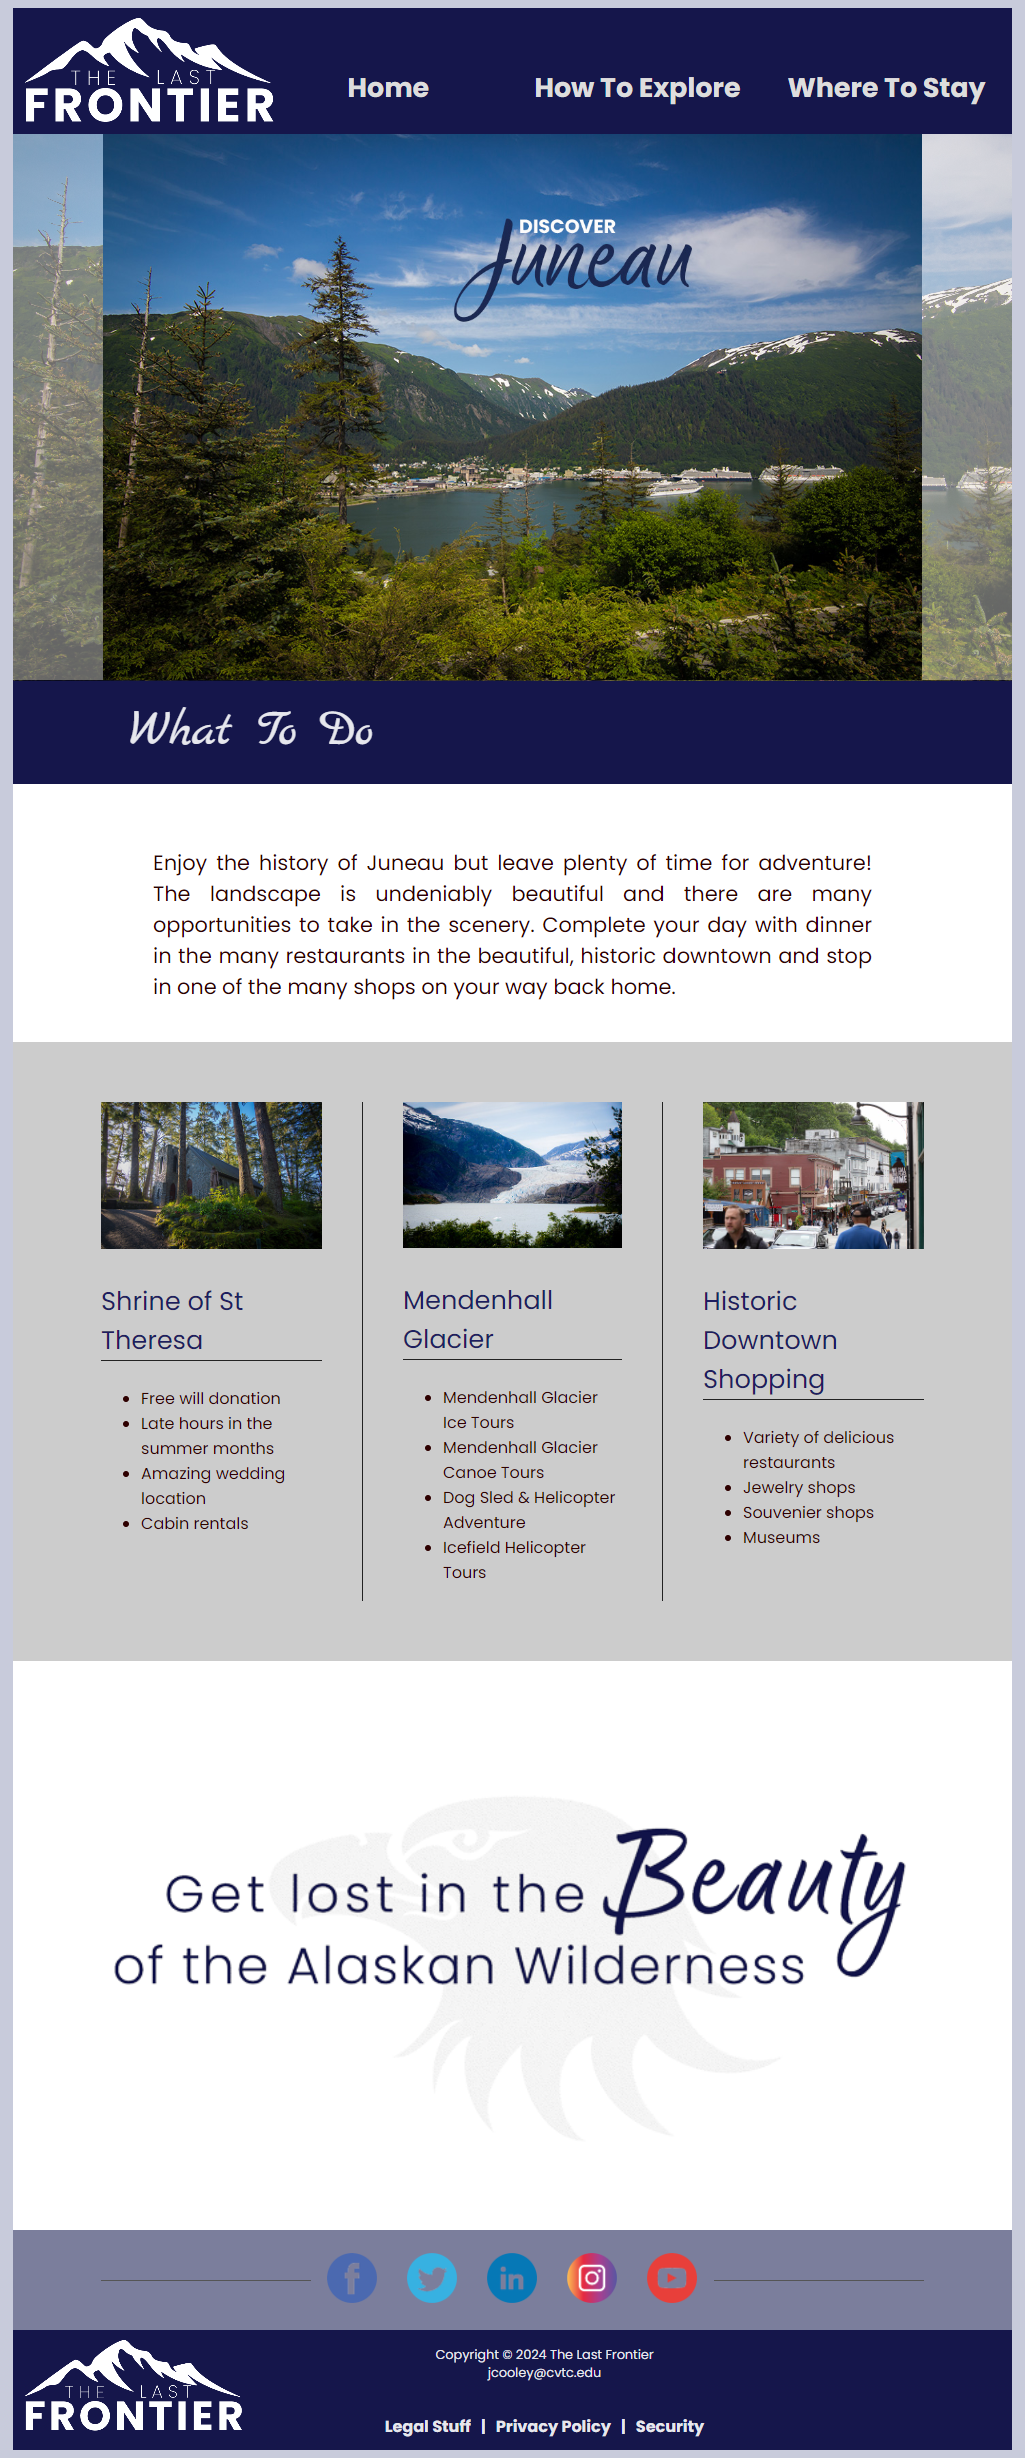 THE LAST
FRONTIER
Home How To Explore Where To Stay
DISCOVER
Juneau
What To Do
Enjoy the history of Juneau but leave plenty of time for adventure!
The landscape is undeniably beautiful and there are many
opportunities to take in the scenery. Complete your day with dinner
in the many restaurants in the beautiful, historic downtown and stop
in one of the many shops on your way back home.
Shrine of St
Theresa
Free will donation
Late hours in the
summer months
Amazing wedding
location
Cabin rentals
Mendenhall
Glacier
Mendenhall Glacier
Ice Tours
Mendenhall Glacier
Canoe Tours
Dog Sled & Helicopter
Adventure
Icefield Helicopter
Tours
Historic
Downtown
Shopping
Variety of delicious
restaurants
Jewelry shops
Souvenier shops
Museums
Get lost in the Beauty
of the Alaskan Wilderness
THE LAST
FRONTIER
Copyright © 2024 The Last Frontier
jcooley@cvtc.edu
Legal Stuff | Privacy Policy | Security